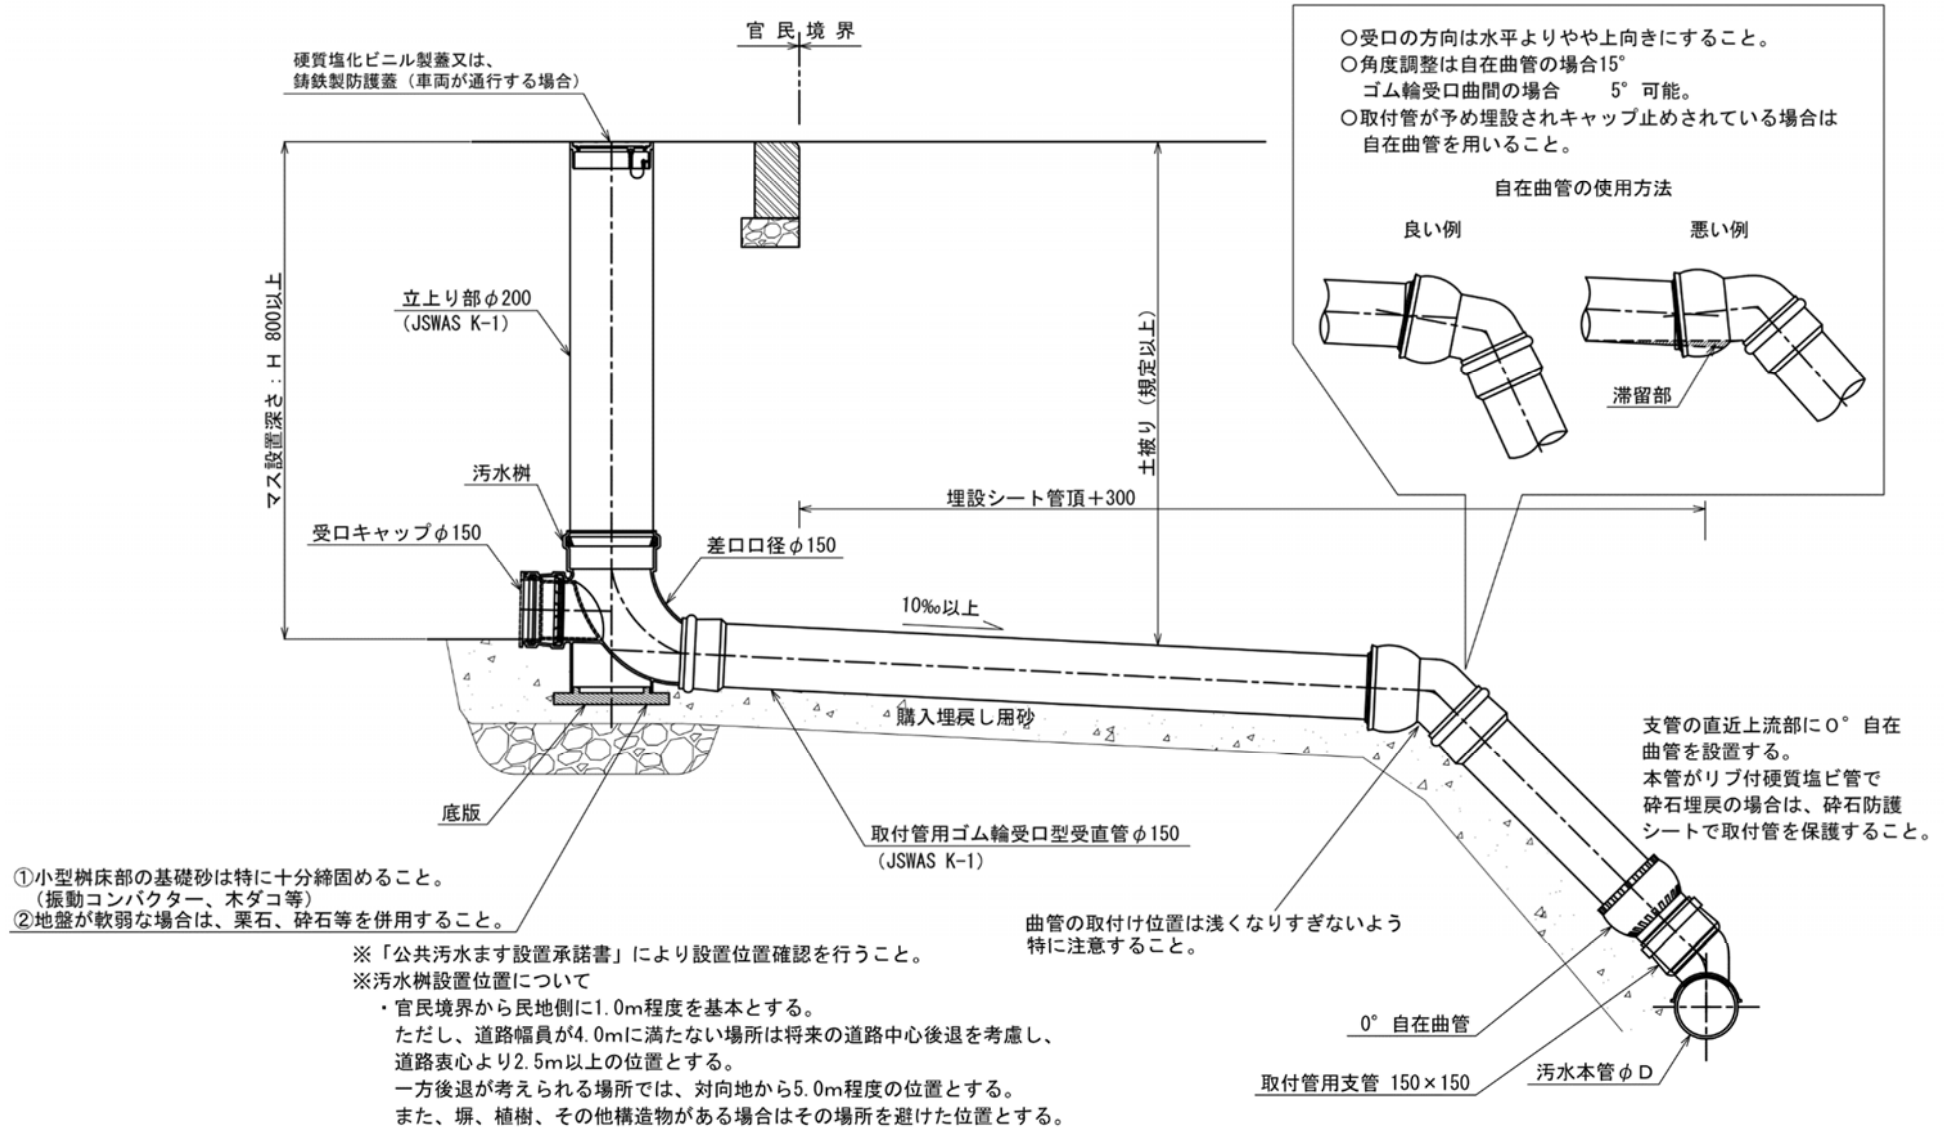 官民境界
硬質塩化ビニル製蓋又は、
鋳鉄製防護蓋（車両が通行する場合）
○受口の方向は水平よりやや上向きにすること。
○角度調整は自在曲管の場合15°
ゴム輪受口曲間の場合　5°可能。
○取付管が予め埋設されキャップ止めされている場合は
自在曲管を用いること。
自在曲管の使用方法
良い例
悪い例
滞留部
マス設置深さ：H 800以上
立上り部φ200
(JSWAS K-1)
土被り（規定以上）
汚水桝
埋設シート管頂＋300
受口キャップφ150
差口口径φ150
10‰以上
購入埋戻し用砂
支管の直近上流部に0°自在
曲管を設置する。
本管がリブ付硬質塩ビ管で
砕石埋戻の場合は、砕石防護
シートで取付管を保護すること。
底版
取付管用ゴム輪受口型受直管φ150
(JSWAS K-1)
①小型桝床部の基礎砂は特に十分締固めること。
（振動コンバクター、木ダコ等）
②地盤が軟弱な場合は、栗石、砕石等を併用すること。
曲管の取付け位置は浅くなりすぎないよう
特に注意すること。
※「公共汚水ます設置承諾書」により設置位置確認を行うこと。
※汚水桝設置位置について
・官民境界から民地側に1.0m程度を基本とする。
ただし、道路幅員が4.0mに満たない場所は将来の道路中心後退を考慮し、
道路衷心より2.5m以上の位置とする。
一方後退が考えられる場所では、対向地から5.0m程度の位置とする。
また、塀、植樹、その他構造物がある場合はその場所を避けた位置とする。
0°自在曲管
取付管用支管 150×150
汚水本管φD